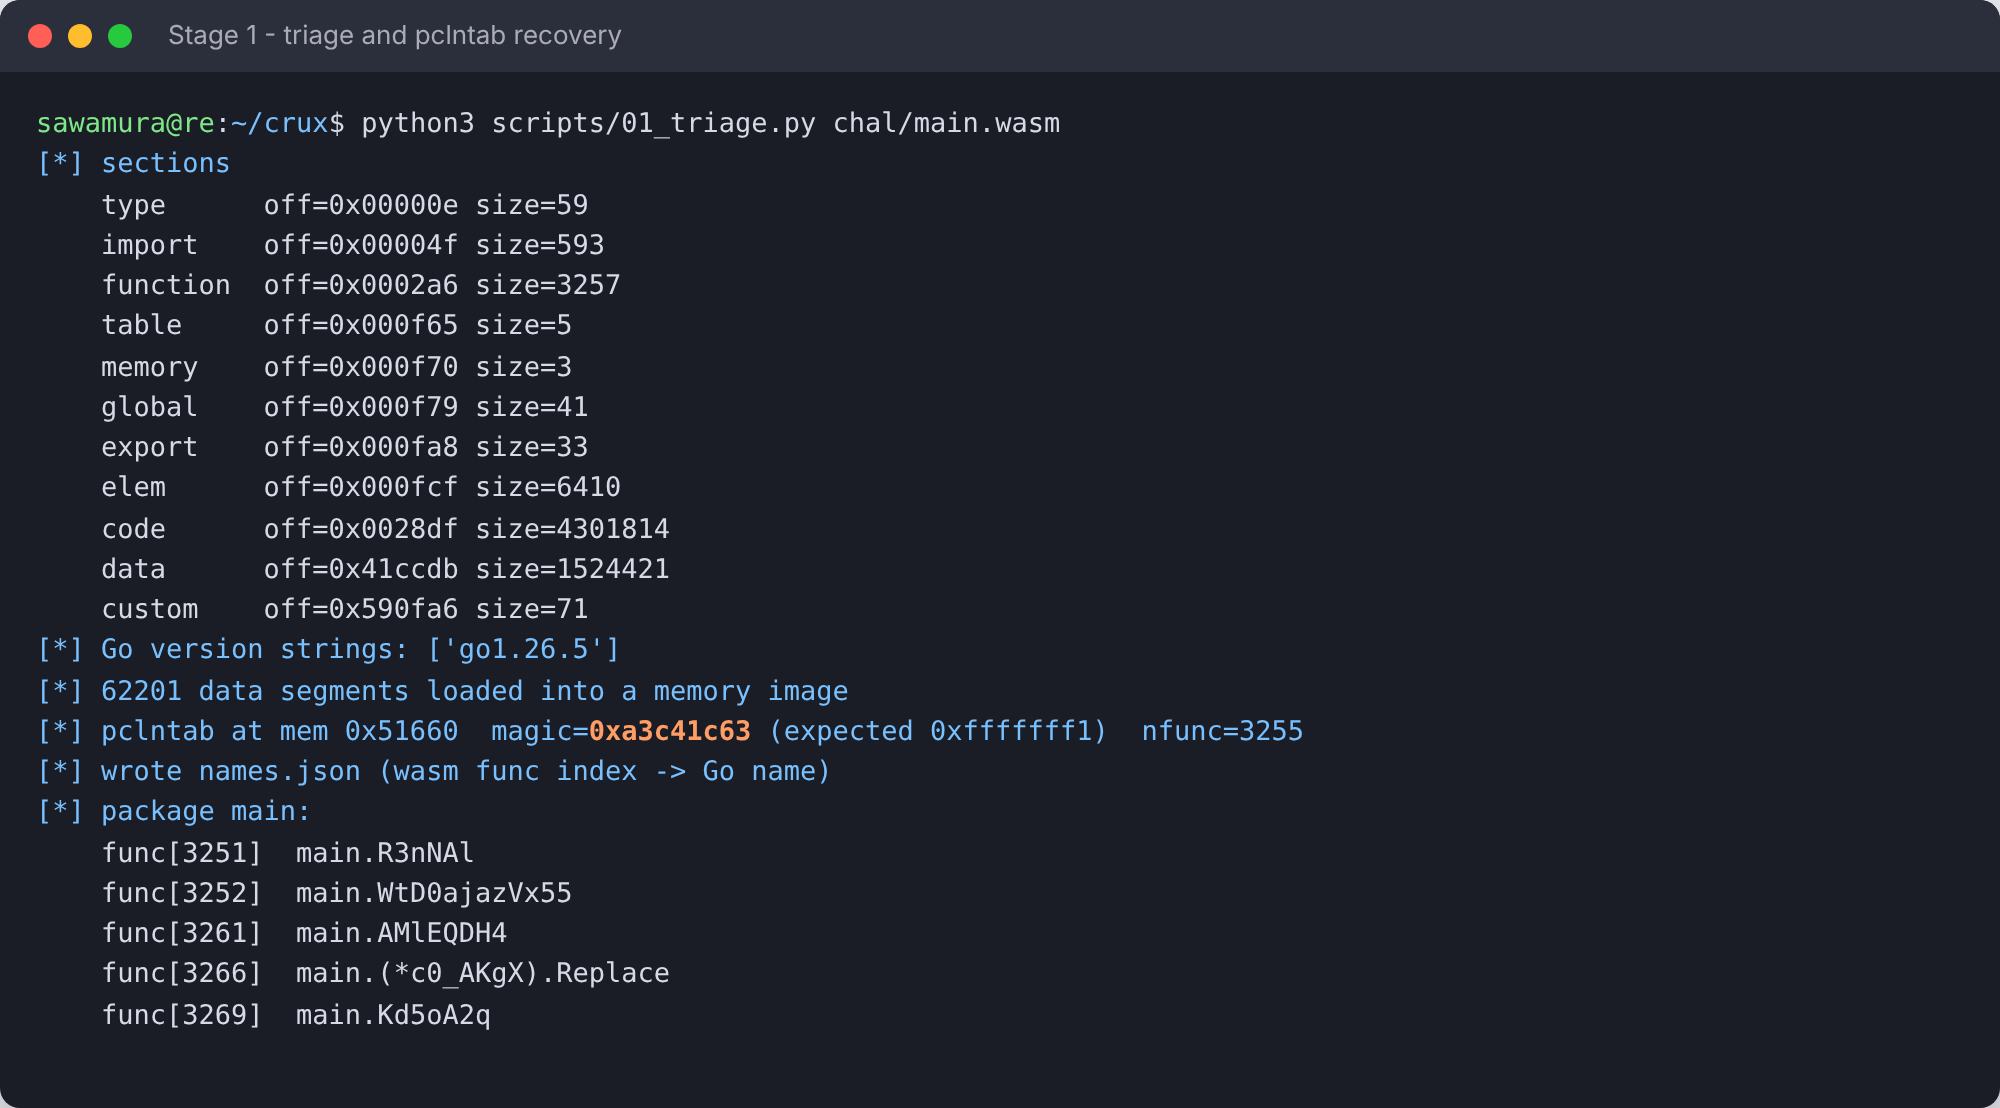 Stage 1 - triage and pclntab recovery
sawamura@re:~/crux$ python3 scripts/01_triage.py chal/main.wasm
[*] sections
    type      off=0x00000e size=59
    import    off=0x00004f size=593
    function  off=0x0002a6 size=3257
    table     off=0x000f65 size=5
    memory    off=0x000f70 size=3
    global    off=0x000f79 size=41
    export    off=0x000fa8 size=33
    elem      off=0x000fcf size=6410
    code      off=0x0028df size=4301814
    data      off=0x41ccdb size=1524421
    custom    off=0x590fa6 size=71
[*] Go version strings: ['go1.26.5']
[*] 62201 data segments loaded into a memory image
[*] pclntab at mem 0x51660  magic=0xa3c41c63 (expected 0xfffffff1)  nfunc=3255
[*] wrote names.json (wasm func index -> Go name)
[*] package main:
    func[3251]  main.R3nNAl
    func[3252]  main.WtD0ajazVx55
    func[3261]  main.AMlEQDH4
    func[3266]  main.(*c0_AKgX).Replace
    func[3269]  main.Kd5oA2q